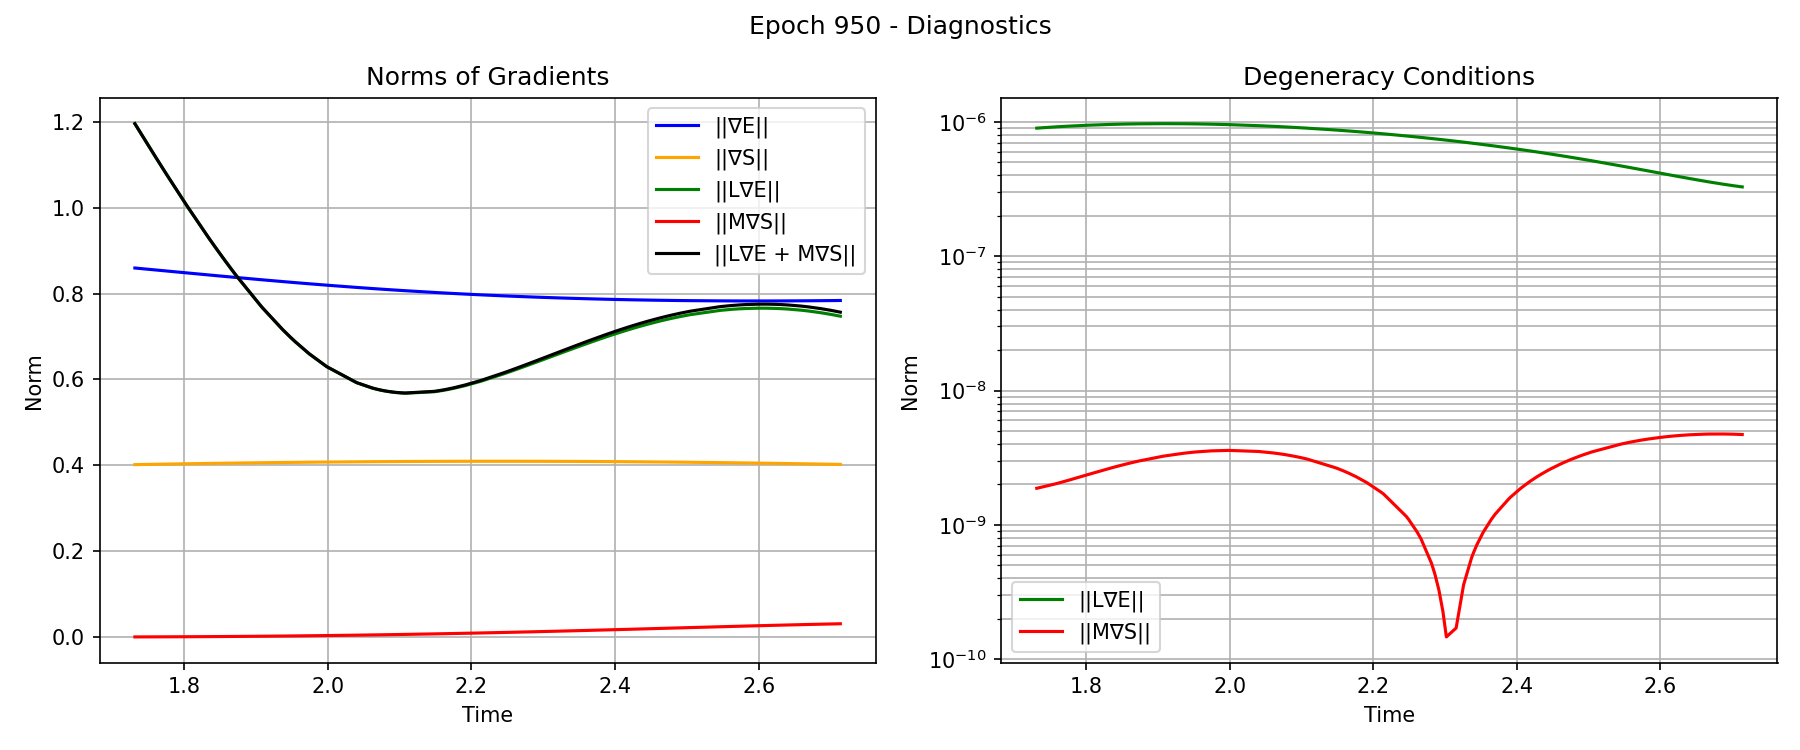 Epoch 950 - Diagnostics
Norms of Gradients
Norm
1.2
1.0
0.8
0.6
0.4
0.2
0.0
||∇E||
||∇S||
||L∇E||
||M∇S||
||L∇E + M∇S||
1.8 2.0 2.2 2.4 2.6
Time
Degeneracy Conditions
Norm
10⁻⁶
10⁻⁷
10⁻⁸
10⁻⁹
10⁻¹⁰
||L∇E||
||M∇S||
1.8 2.0 2.2 2.4 2.6
Time